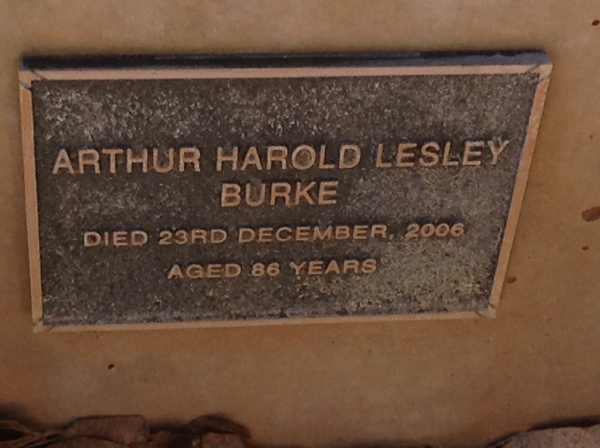 ARTHUR HAROLD LESLEY
BURKE
DIED 23RD DECEMBER, 2006
AGED 86 YEARS